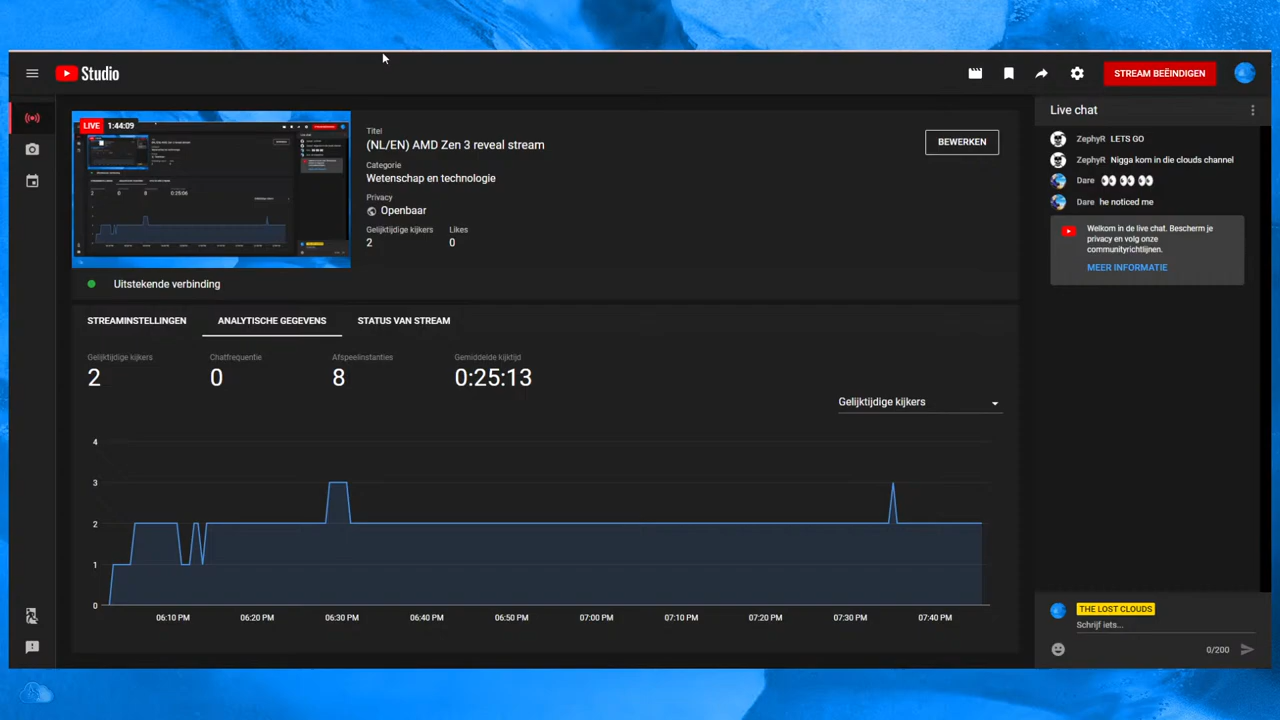 Studio
STREAM BEËINDIGEN
LIVE 1:44:09
Titel
(NL/EN) AMD Zen 3 reveal stream
BEWERKEN
Categorie
Wetenschap en technologie
Privacy
Openbaar
Gelijktijdige kijkers Likes
2 0
Uitstekende verbinding
STREAMINSTELLINGEN ANALYTISCHE GEGEVENS STATUS VAN STREAM
Gelijktijdige kijkers Chatfrequentie Afspeelinstanties Gemiddelde kijktijd
2 0 8 0:25:13
Gelijktijdige kijkers
4
3
2
1
0
06:10 PM 06:20 PM 06:30 PM 06:40 PM 06:50 PM 07:00 PM 07:10 PM 07:20 PM 07:30 PM 07:40 PM
Live chat
ZephyR LETS GO
ZephyR Nigga korn in die clouds channel
Dare 👀 👀 👀
Dare he noticed me
Welkom in de live chat. Bescherm je
privacy en volg onze
communityrichtlijnen.
MEER INFORMATIE
THE LOST CLOUDS
Schrijf iets...
0/200